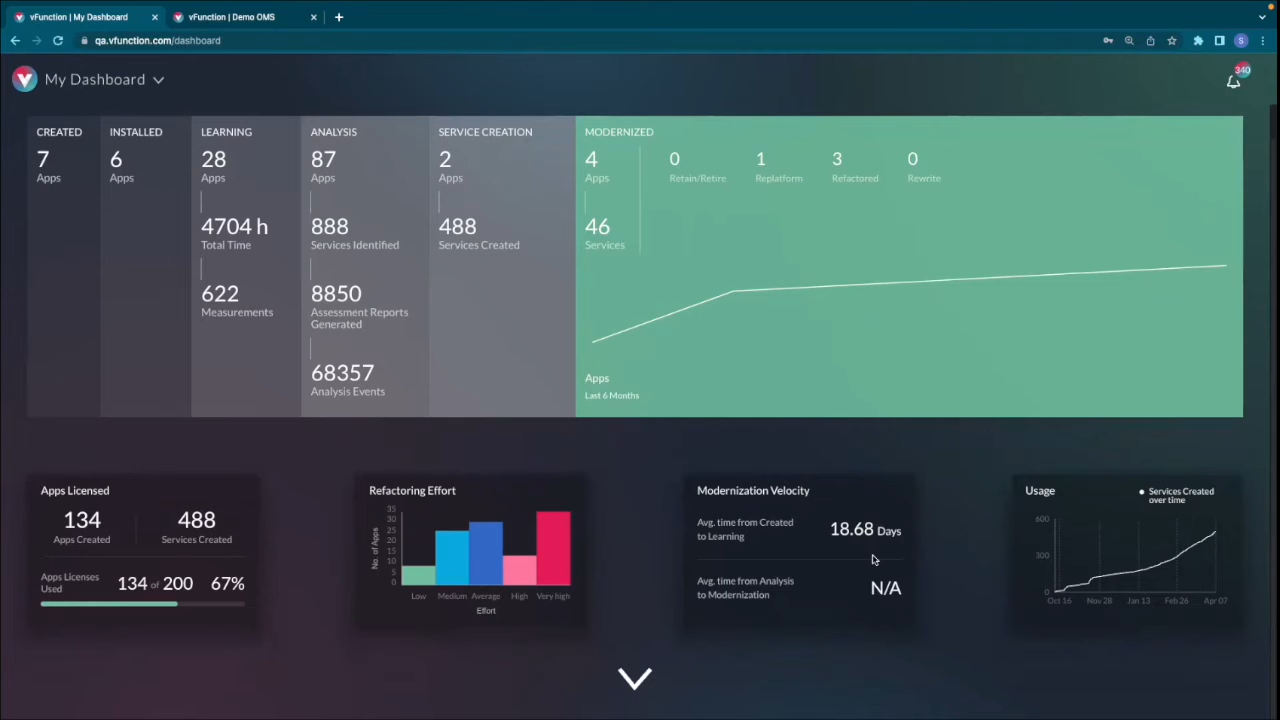 vFunction | My Dashboard
vFunction | Demo OMS
qa.vfunction.com/dashboard
S
My Dashboard
340
CREATED
7
Apps
INSTALLED
6
Apps
LEARNING
28
Apps
4704 h
Total Time
622
Measurements
ANALYSIS
87
Apps
888
Services Identified
8850
Assessment Reports
Generated
68357
Analysis Events
SERVICE CREATION
2
Apps
488
Services Created
MODERNIZED
4
Apps
46
Services
0
Retain/Retire
1
Replatform
3
Refactored
0
Rewrite
Apps
Last 6 Months
Apps Licensed
134
Apps Created
488
Services Created
Apps Licenses
Used
134 of 200 67%
Refactoring Effort
No. of Apps
35
30
25
20
15
10
5
0
Low Medium Average High Very high
Effort
Modernization Velocity
Avg. time from Created
to Learning
18.68 Days
Avg. time from Analysis
to Modernization
N/A
Usage
Services Created
over time
600
300
0
Oct 16 Nov 28 Jan 13 Feb 26 Apr 07